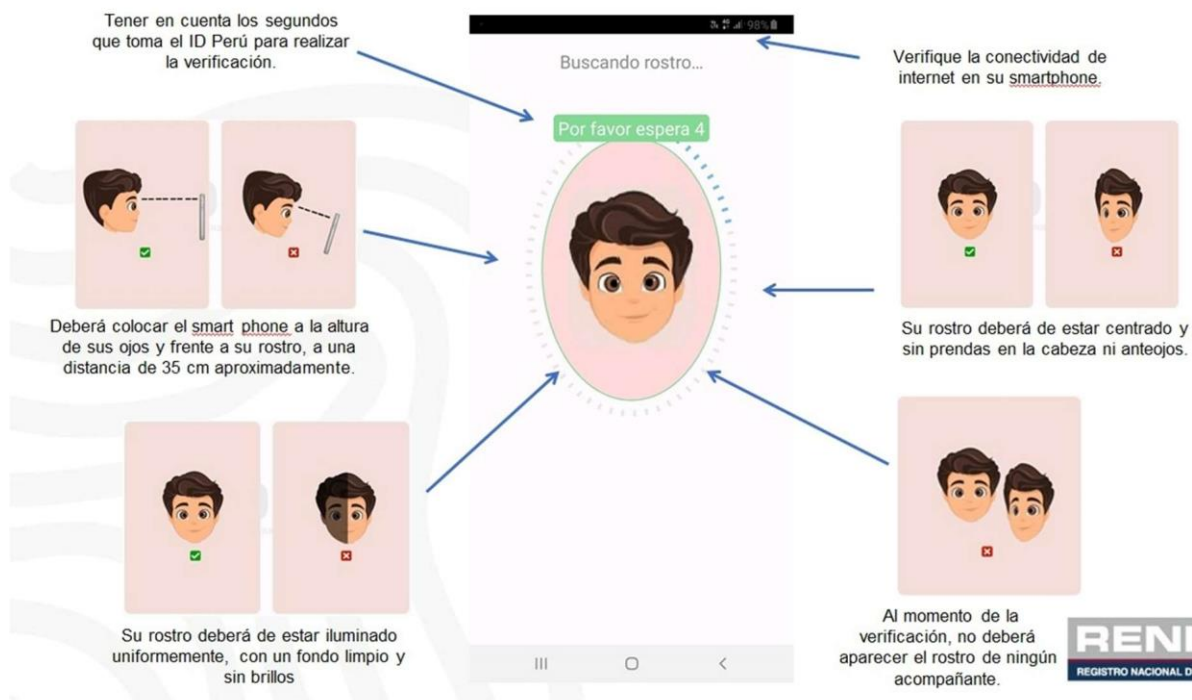 Tener en cuenta los segundos
que toma el ID Perú para realizar
la verificación.
98%
Buscando rostro...
Por favor espera 4
Verifique la conectividad de
internet en su smartphone.
Deberá colocar el smart phone a la altura
de sus ojos y frente a su rostro, a una
distancia de 35 cm aproximadamente.
Su rostro deberá de estar centrado y
sin prendas en la cabeza ni anteojos.
Su rostro deberá de estar iluminado
uniformemente, con un fondo limpio y
sin brillos
Al momento de la
verificación, no deberá
aparecer el rostro de ningún
acompañante.
RENI
REGISTRO NACIONAL D